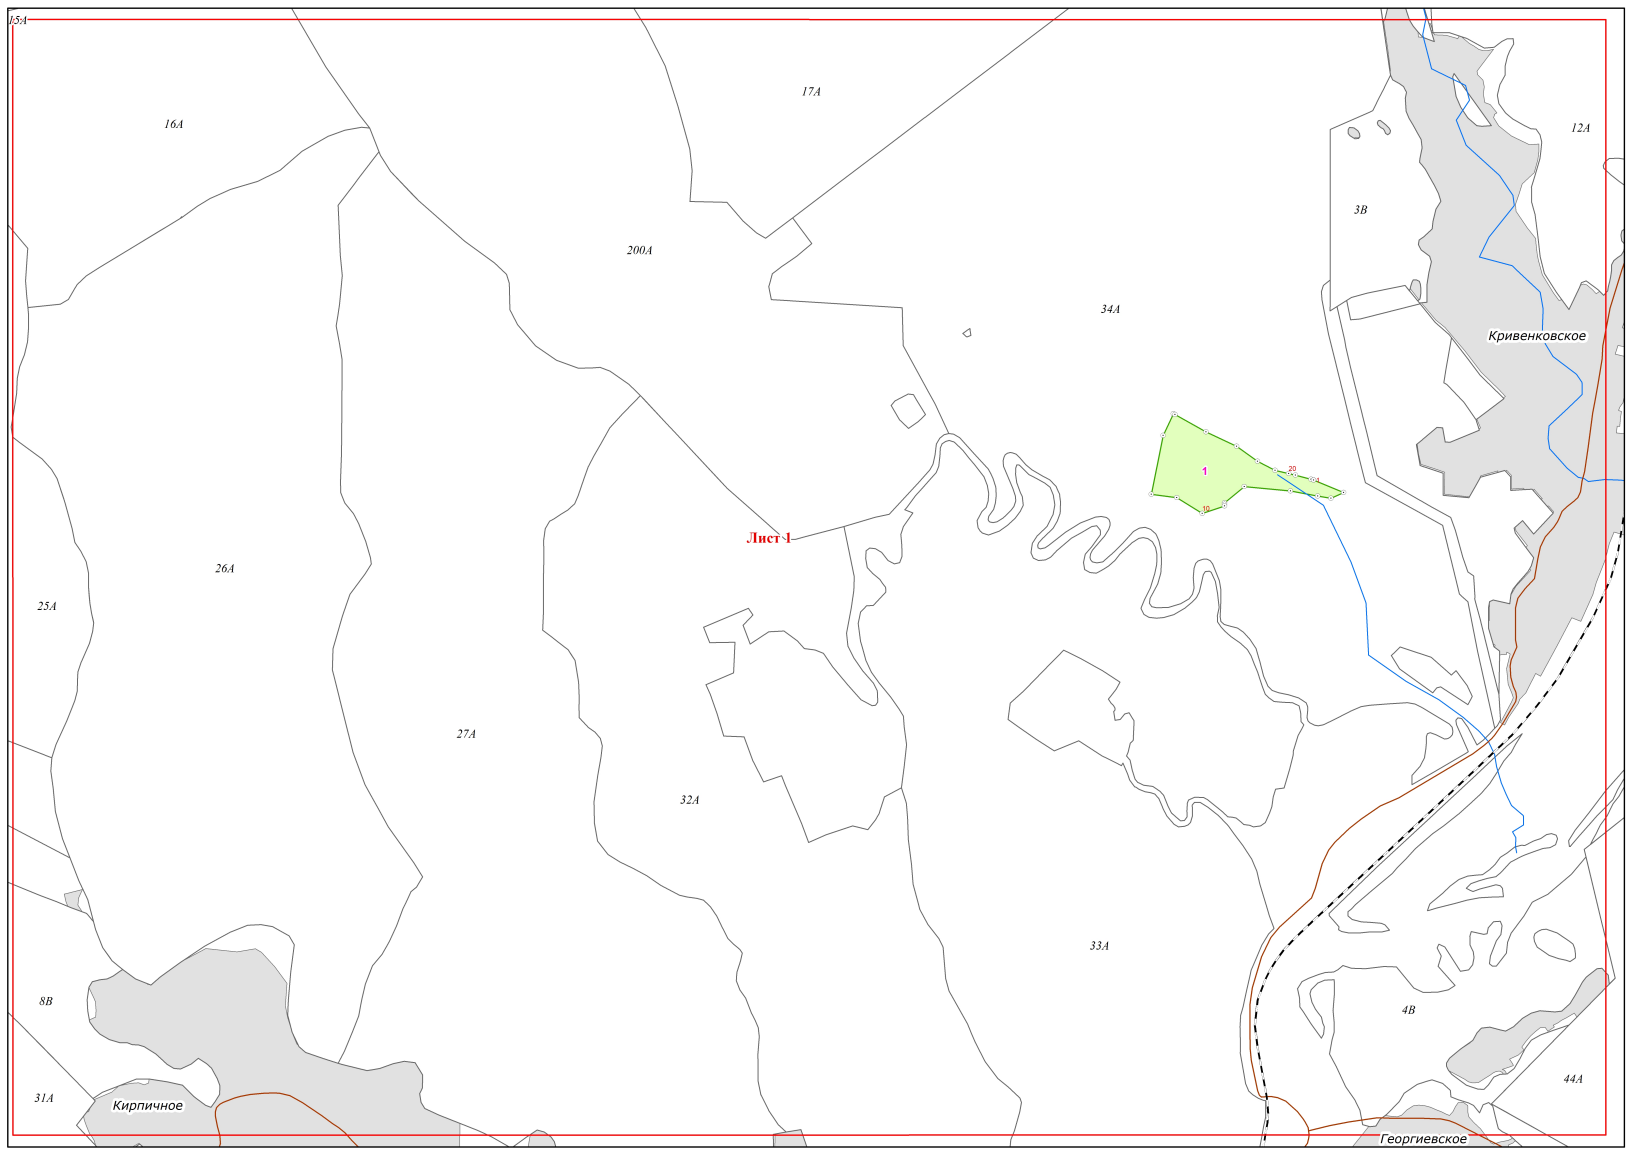 15А
17А
16А
12А
3В
200А
34А
Кривенковское
1
20
4
10
Лист 1
26А
25А
27А
32А
33А
8В
4В
44А
31А
Кирпичное
Георгиевское